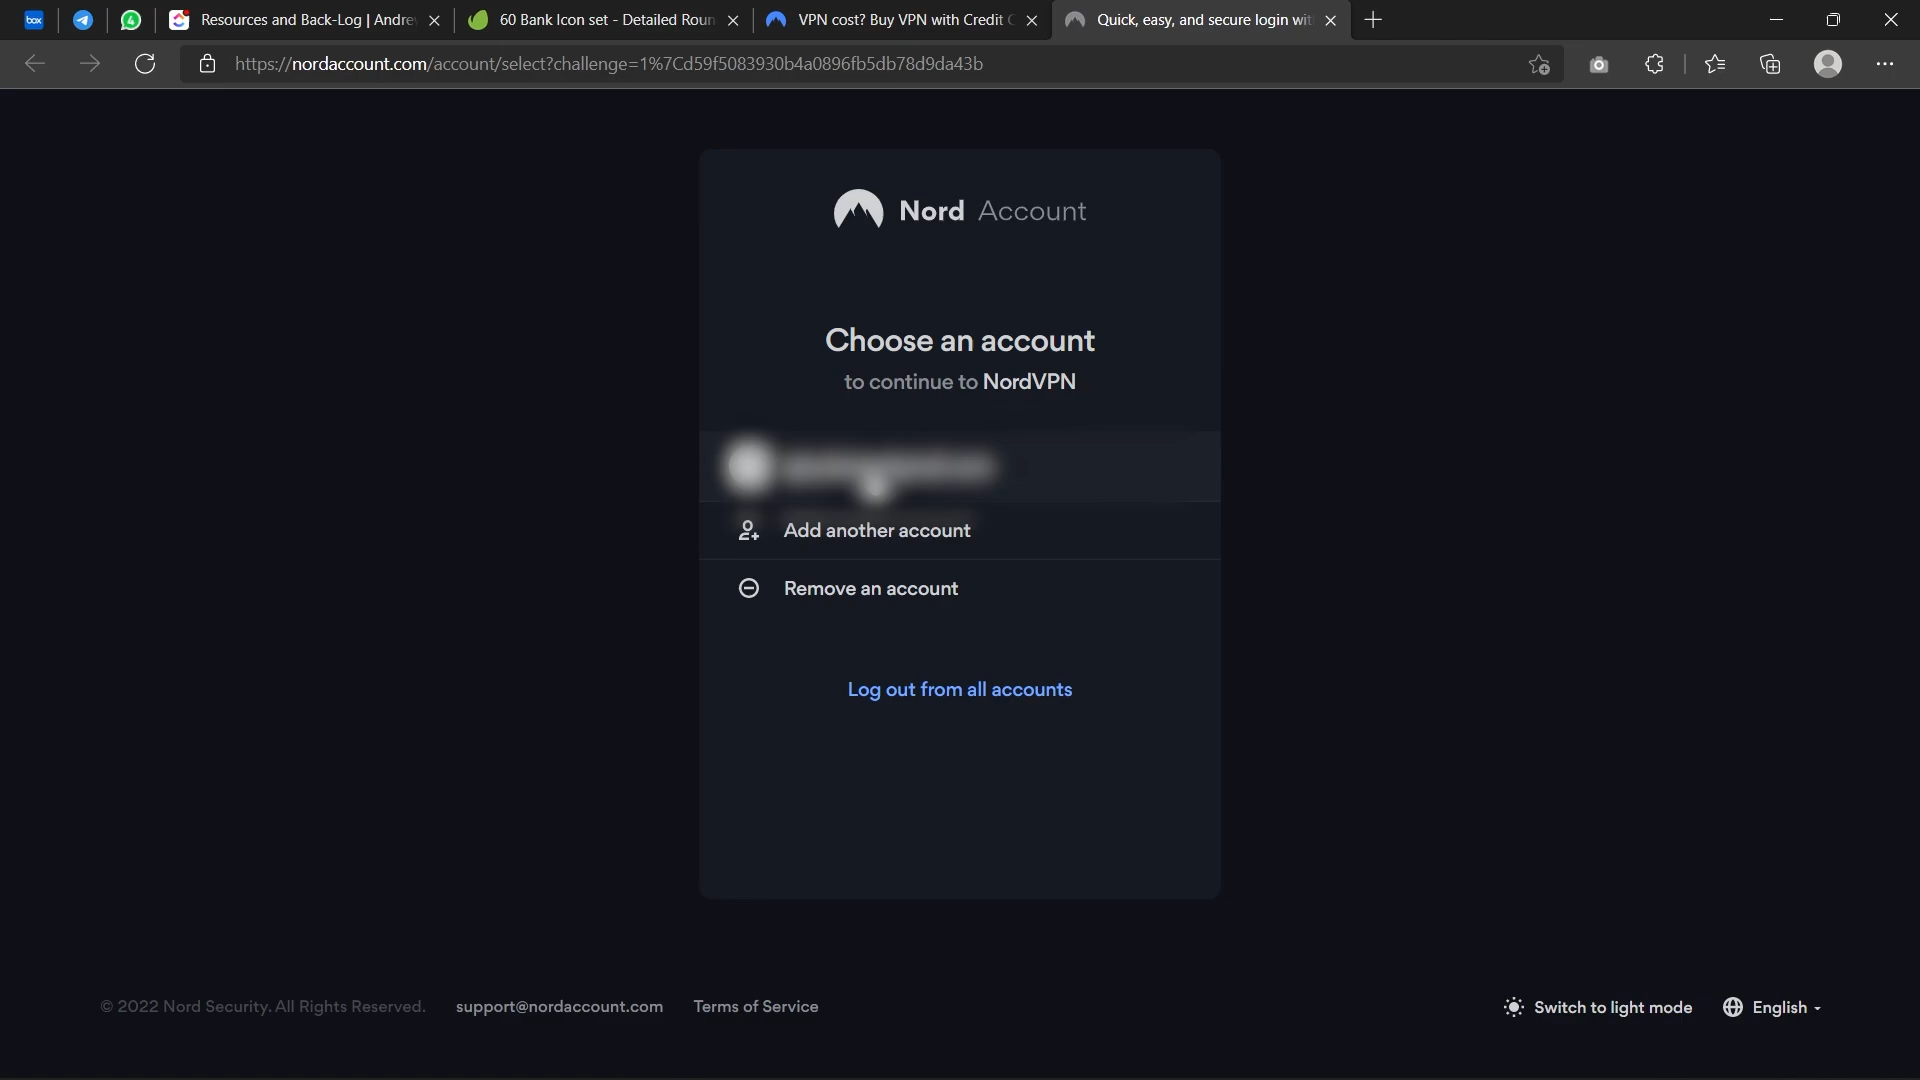 box
4
Resources and Back-Log | Andre
60 Bank Icon set - Detailed Roun
VPN cost? Buy VPN with Credit C
Quick, easy, and secure login wit
https://nordaccount.com/account/select?challenge=1%7Cd59f5083930b4a0896fb5db78d9da43b
Nord Account
Choose an account
to continue to NordVPN
Add another account
Remove an account
Log out from all accounts
© 2022 Nord Security. All Rights Reserved.
support@nordaccount.com
Terms of Service
Switch to light mode
English